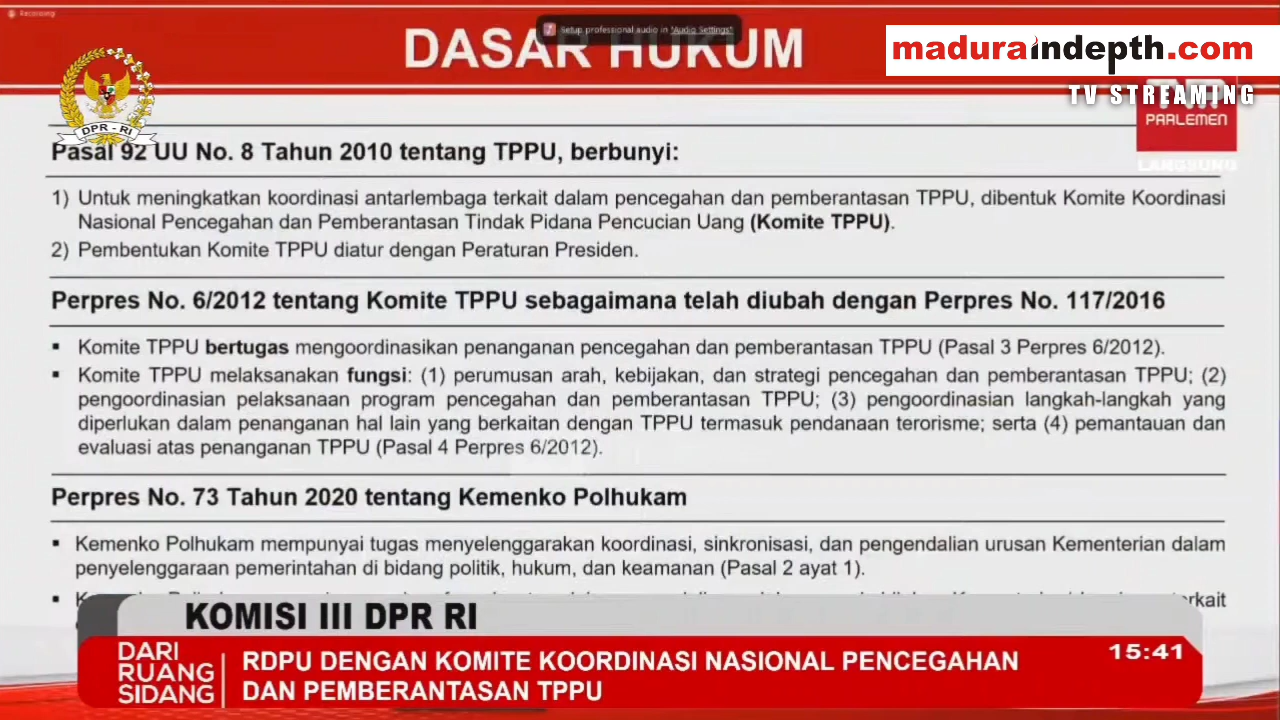 Recording
Setup professional audio in "Audio Settings"
DASAR HUKUM
maduraindepth.com
TV STREAMING
PARLEMEN
LANGSUNG
DPR - RI
Pasal 92 UU No. 8 Tahun 2010 tentang TPPU, berbunyi:
1) Untuk meningkatkan koordinasi antarlembaga terkait dalam pencegahan dan pemberantasan TPPU, dibentuk Komite Koordinasi
Nasional Pencegahan dan Pemberantasan Tindak Pidana Pencucian Uang (Komite TPPU).
2) Pembentukan Komite TPPU diatur dengan Peraturan Presiden.
Perpres No. 6/2012 tentang Komite TPPU sebagaimana telah diubah dengan Perpres No. 117/2016
▪ Komite TPPU bertugas mengoordinasikan penanganan pencegahan dan pemberantasan TPPU (Pasal 3 Perpres 6/2012).
▪ Komite TPPU melaksanakan fungsi: (1) perumusan arah, kebijakan, dan strategi pencegahan dan pemberantasan TPPU; (2)
pengoordinasian pelaksanaan program pencegahan dan pemberantasan TPPU; (3) pengoordinasian langkah-langkah yang
diperlukan dalam penanganan hal lain yang berkaitan dengan TPPU termasuk pendanaan terorisme; serta (4) pemantauan dan
evaluasi atas penanganan TPPU (Pasal 4 Perpres 6/2012).
Perpres No. 73 Tahun 2020 tentang Kemenko Polhukam
▪ Kemenko Polhukam mempunyai tugas menyelenggarakan koordinasi, sinkronisasi, dan pengendalian urusan Kementerian dalam
penyelenggaraan pemerintahan di bidang politik, hukum, dan keamanan (Pasal 2 ayat 1).
KOMISI III DPR RI
DARI
RUANG
SIDANG
RDPU DENGAN KOMITE KOORDINASI NASIONAL PENCEGAHAN
DAN PEMBERANTASAN TPPU
15:41